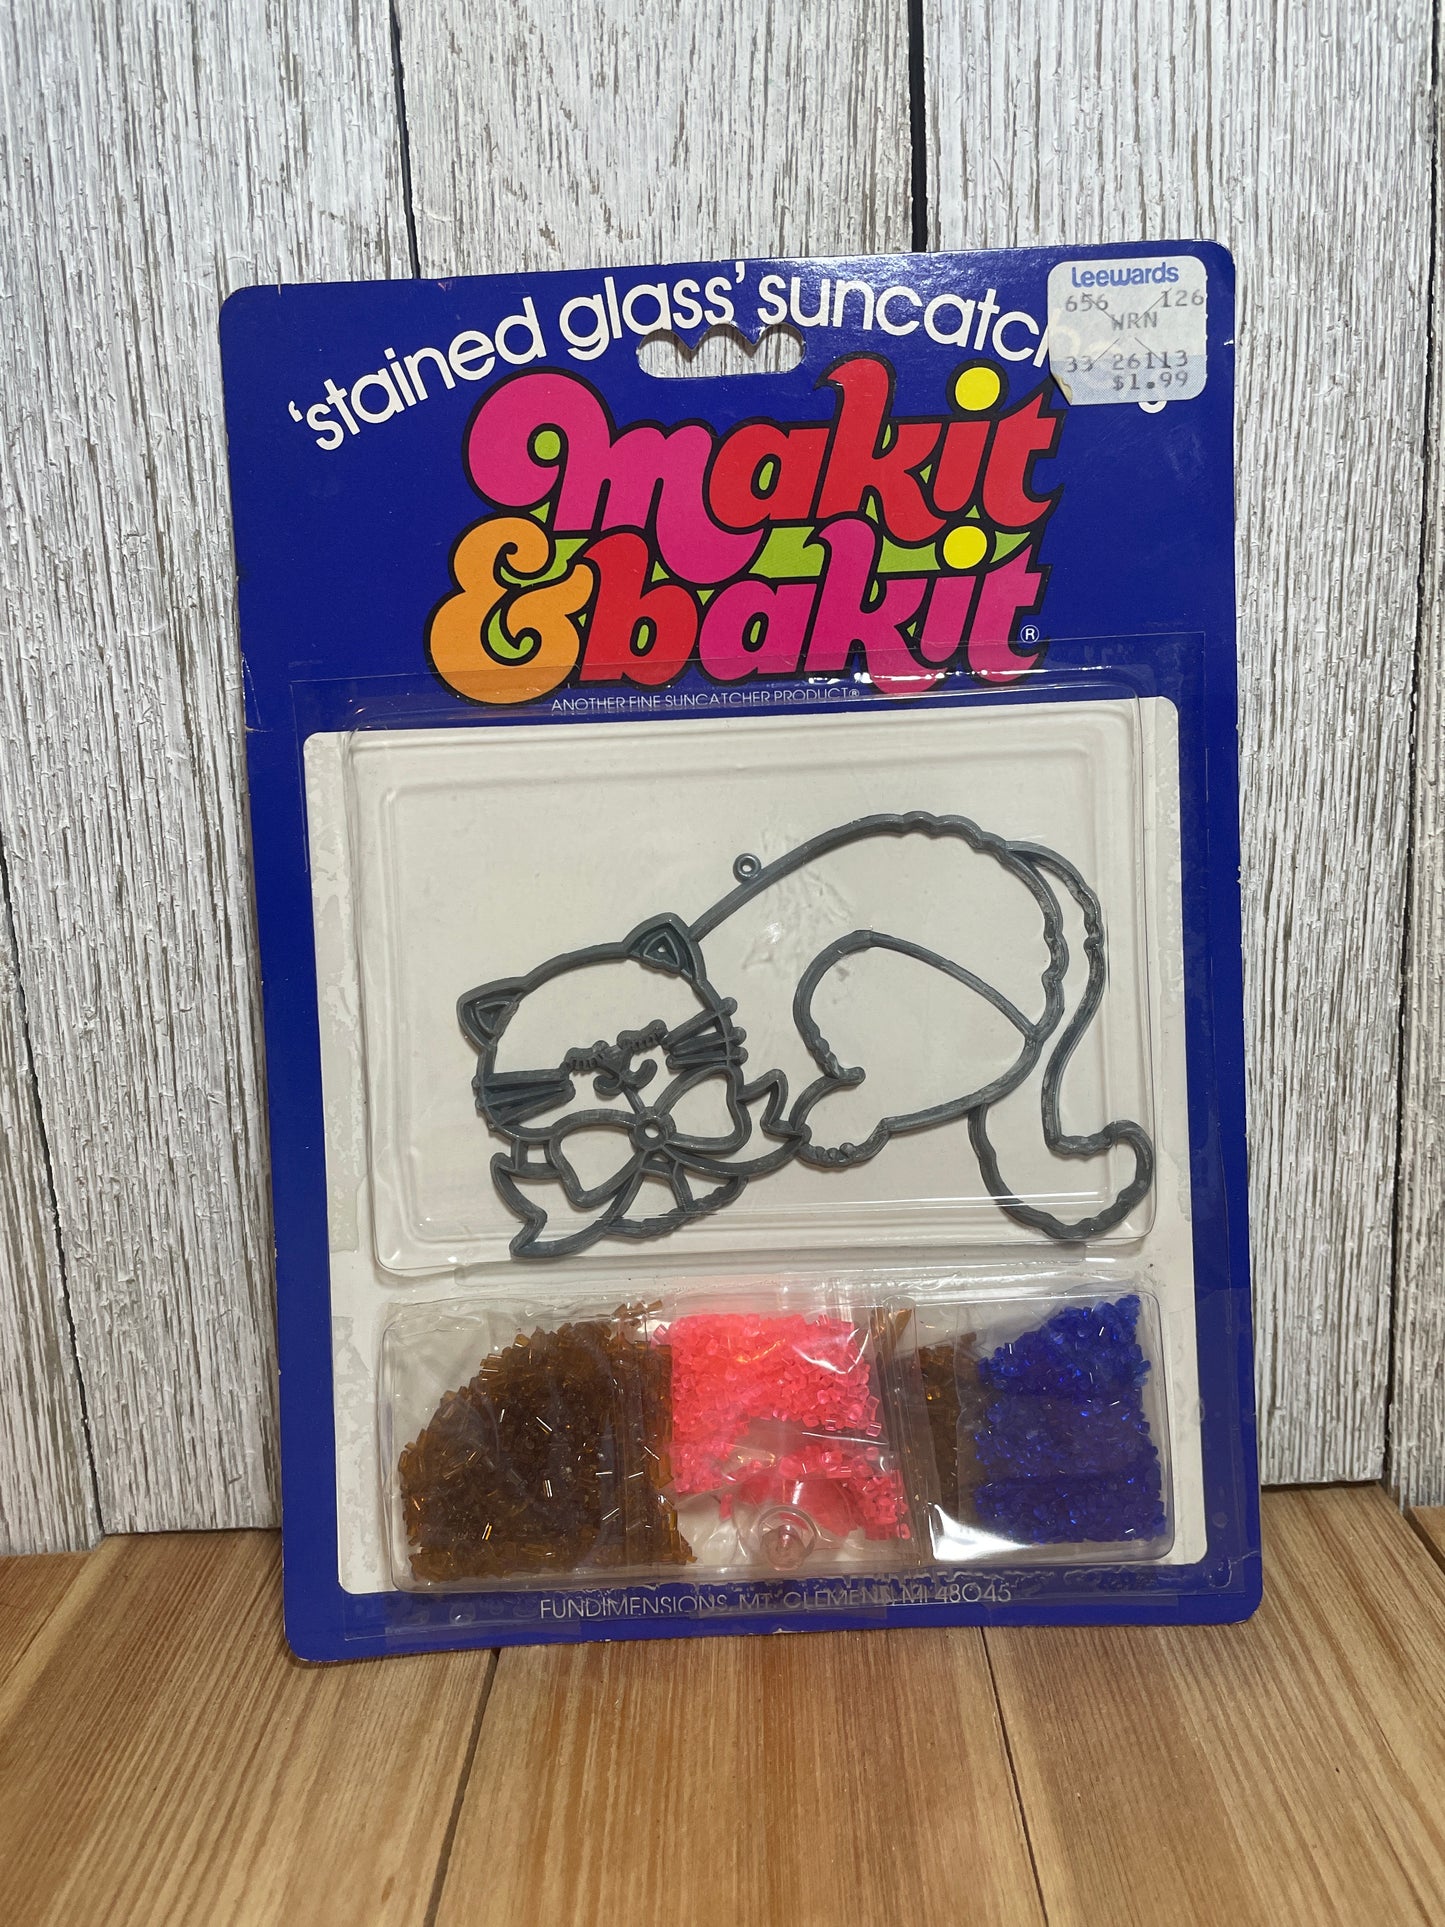 'stained glass' suncatc
Leewards
656 126
WRN
33 26113
$1.99
makit
& bakit®
ANOTHER FINE SUNCATCHER PRODUCT®
FUNDIMENSIONS, MT. CLEMENS, MI 48045